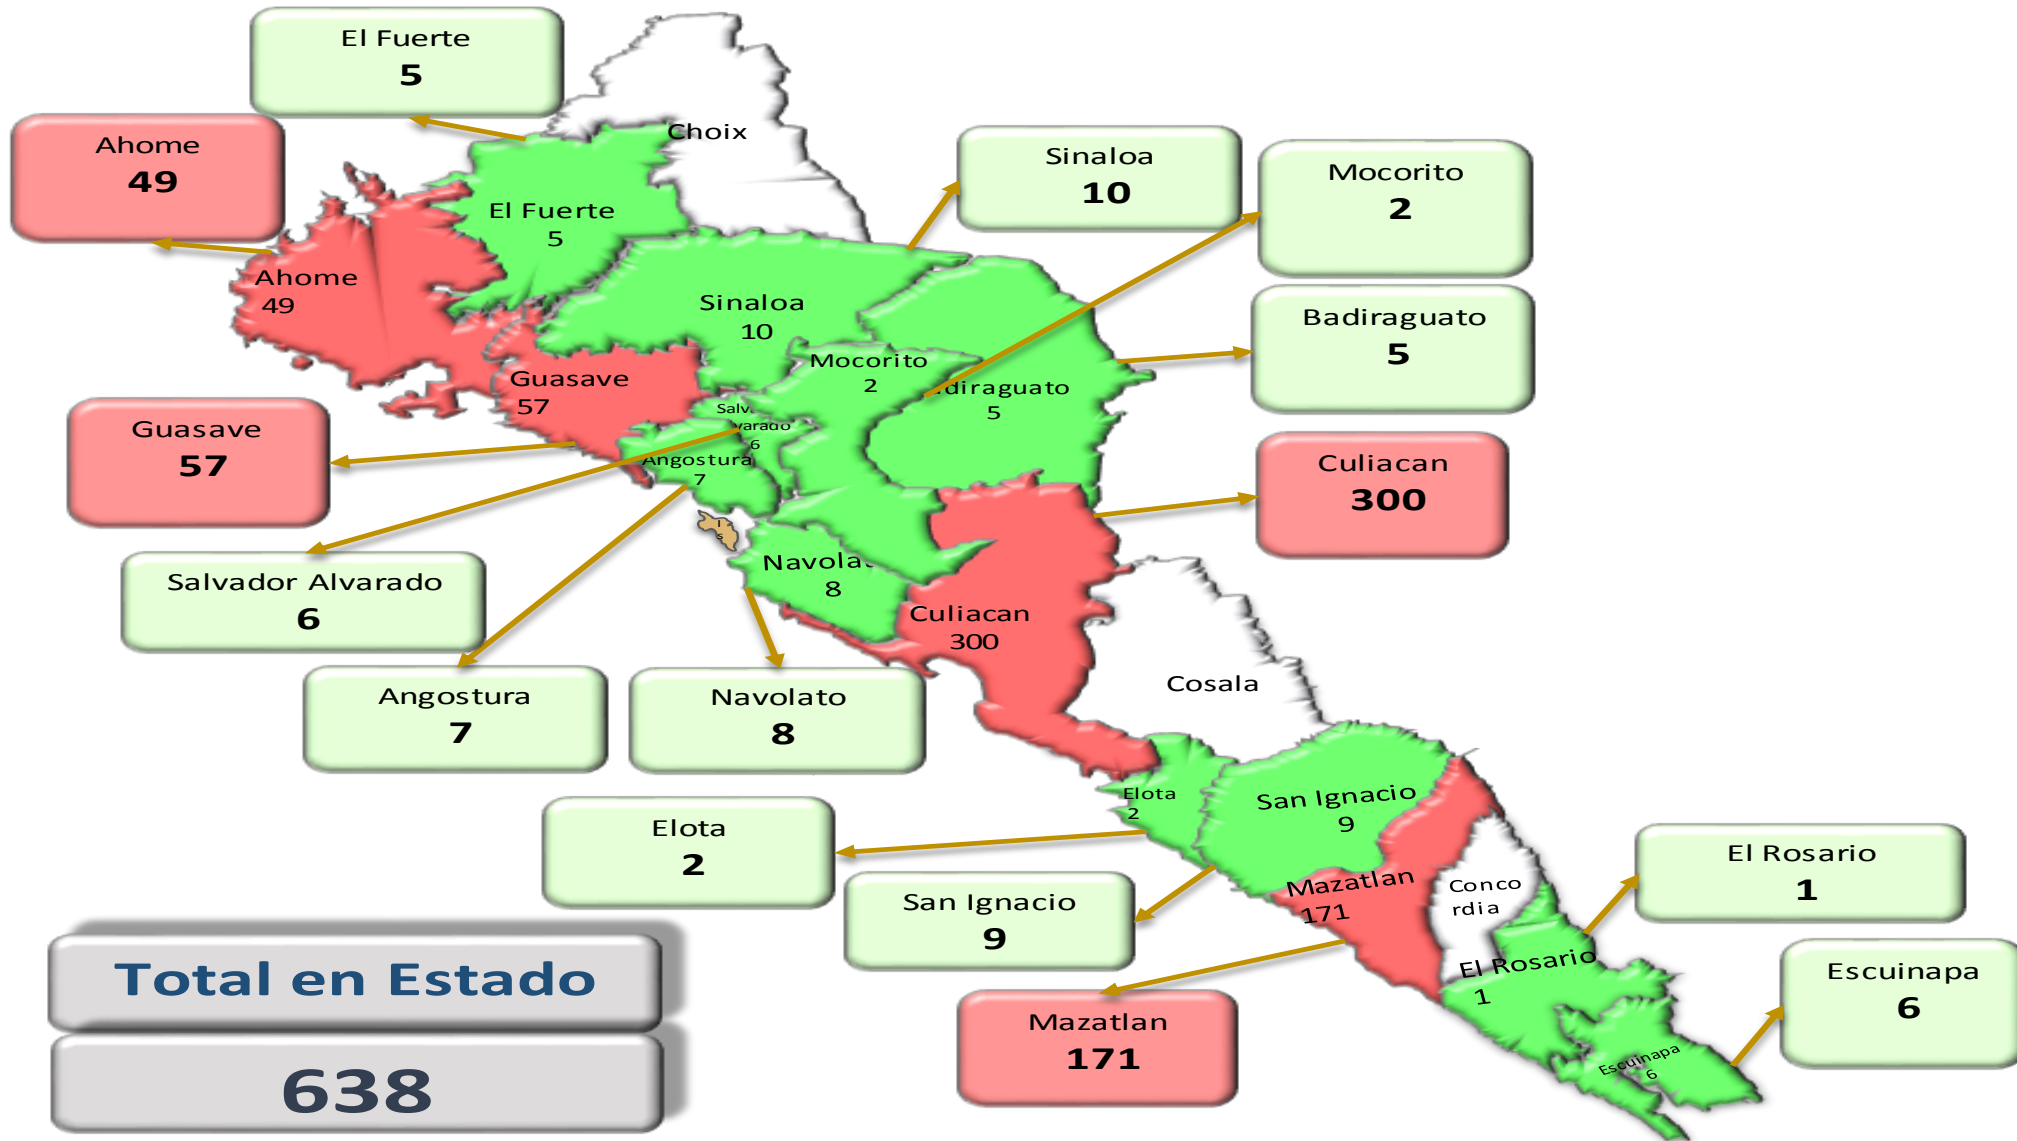 El Fuerte
5
Ahome
49
Choix
Sinaloa
10
Mocorito
2
El Fuerte
5
Ahome
49
Sinaloa
10
Badiraguato
5
Mocorito
2
diraguato
5
Guasave
57
Guasave
57
Salv
varado
6
Angostura
7
Culiacan
300
Salvador Alvarado
6
Navolat
8
Culiacan
300
Angostura
7
Navolato
8
Cosala
Elota
2
San Ignacio
9
Elota
2
San Ignacio
9
Mazatlan
171
Conco
rdia
El Rosario
1
El Rosario
1
Mazatlan
171
Escuinapa
6
Escuinapa
6
Total en Estado
638